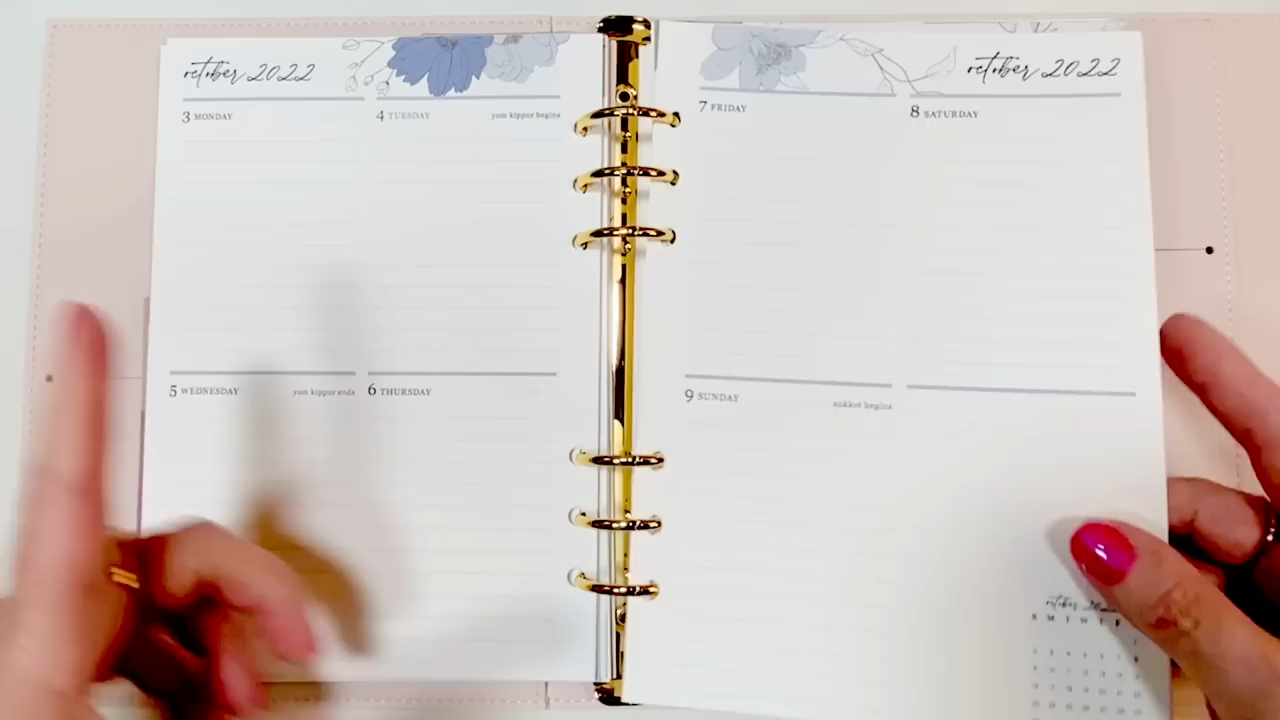 october 2022
3 MONDAY
4 TUESDAY yom kippur begins
5 WEDNESDAY yom kippur ends
6 THURSDAY
october 2022
7 FRIDAY
8 SATURDAY
9 SUNDAY sukkot begins
october
S M T W T F